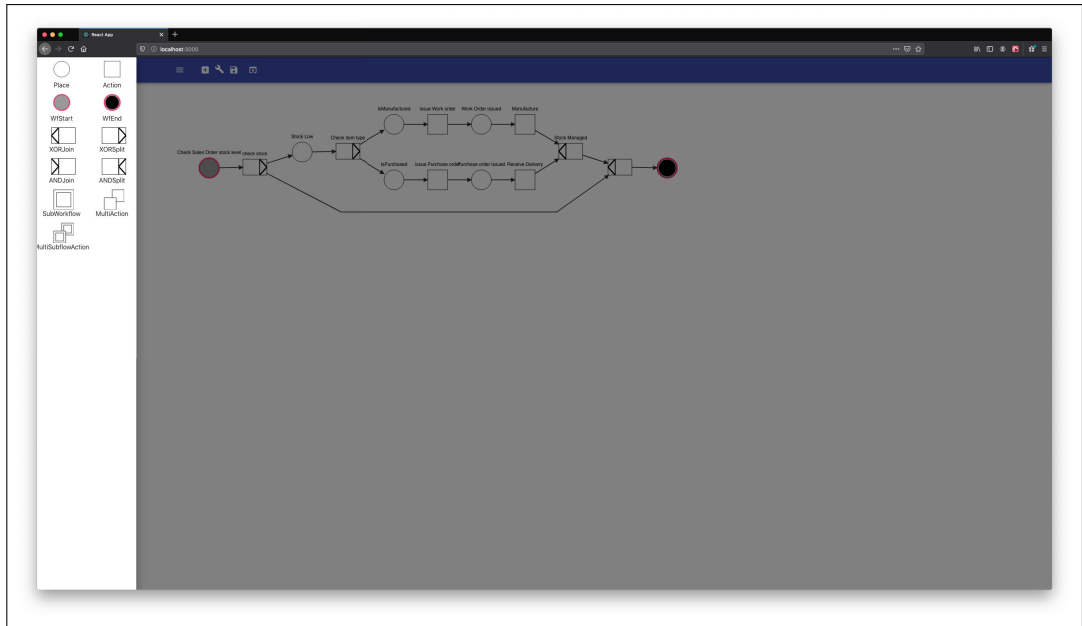 React App
localhost:3000
Place Action
WfStart WfEnd
XORJoin XORSplit
ANDJoin ANDSplit
SubWorkflow MultiAction
MultiSubflowAction
IsManufactured Issue Work order Work Order Issued Manufacture
Stock Low Check item type Stock Managed
Check Sales Order stock level check stock
IsPurchased Issue Purchase order Purchase order issued Receive Delivery